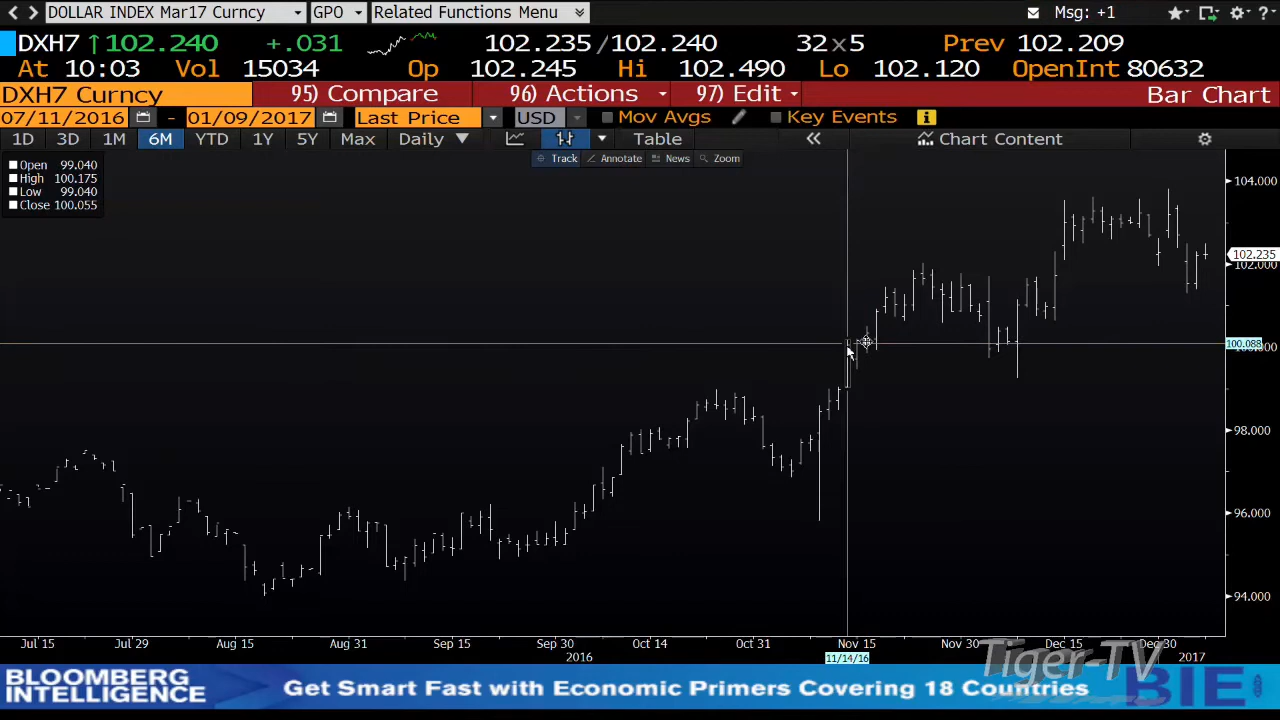 DOLLAR INDEX Mar17 Curncy GPO Related Functions Menu Msg: +1
DXH7 ↑102.240 +.031 102.235/102.240 32x5 Prev 102.209
At 10:03 Vol 15034 Op 102.245 Hi 102.490 Lo 102.120 OpenInt 80632
DXH7 Curncy 95) Compare 96) Actions 97) Edit Bar Chart
07/11/2016 - 01/09/2017 Last Price USD Mov Avgs Key Events
1D 3D 1M 6M YTD 1Y 5Y Max Daily Table Chart Content
Track Annotate News Zoom
Open 99.040
High 100.175
Low 99.040
Close 100.055
104.000
102.235
102.000
100.088
98.000
96.000
94.000
Jul 15 Jul 29 Aug 15 Aug 31 Sep 15 Sep 30 Oct 14 Oct 31 Nov 15 Nov 30 Dec 15 Dec 30
2016 11/14/16 2017
Tiger-TV
BLOOMBERG
INTELLIGENCE
Get Smart Fast with Economic Primers Covering 18 Countries